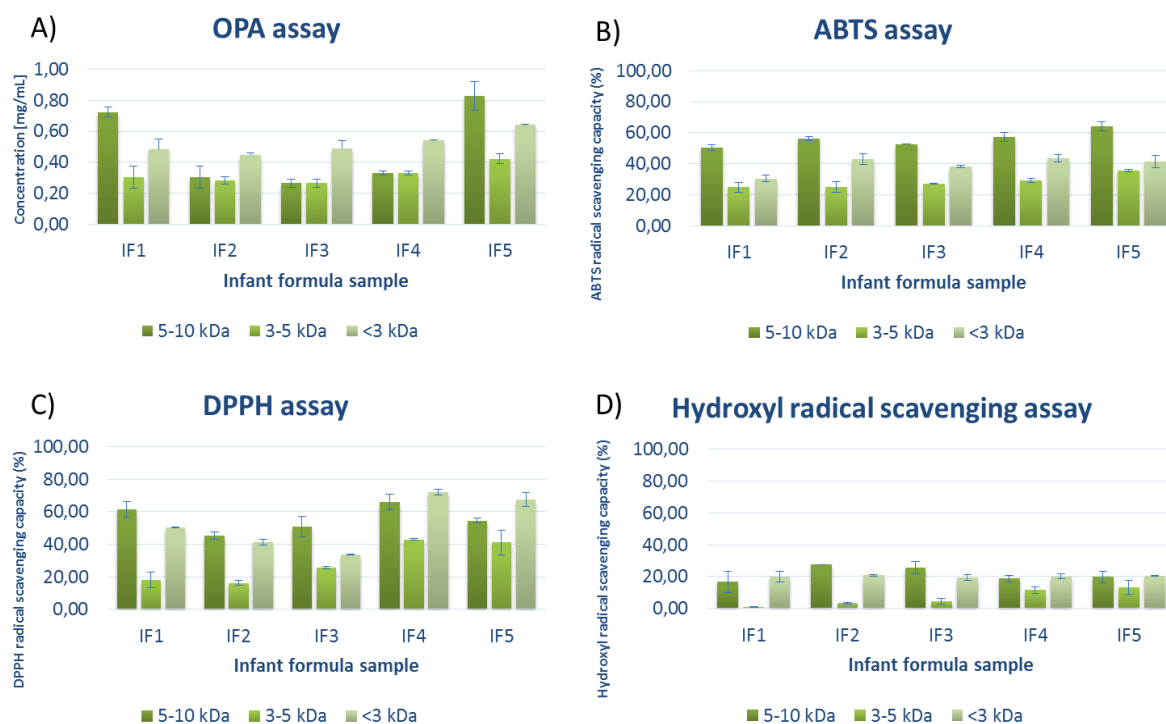 A)
OPA assay
Concentration [mg/mL]
1,00
0,80
0,60
0,40
0,20
0,00
IF1 IF2 IF3 IF4 IF5
Infant formula sample
5-10 kDa 3-5 kDa <3 kDa
B)
ABTS assay
ABTS radical scavenging capacity (%)
100,00
80,00
60,00
40,00
20,00
0,00
IF1 IF2 IF3 IF4 IF5
Infant formula sample
5-10 kDa 3-5 kDa <3 kDa
C)
DPPH assay
DPPH radical scavenging capacity (%)
100,00
80,00
60,00
40,00
20,00
0,00
IF1 IF2 IF3 IF4 IF5
Infant formula sample
5-10 kDa 3-5 kDa <3 kDa
D)
Hydroxyl radical scavenging assay
Hydroxyl radical scavenging capacity (%)
100,00
80,00
60,00
40,00
20,00
0,00
IF1 IF2 IF3 IF4 IF5
Infant formula sample
5-10 kDa 3-5 kDa <3 kDa